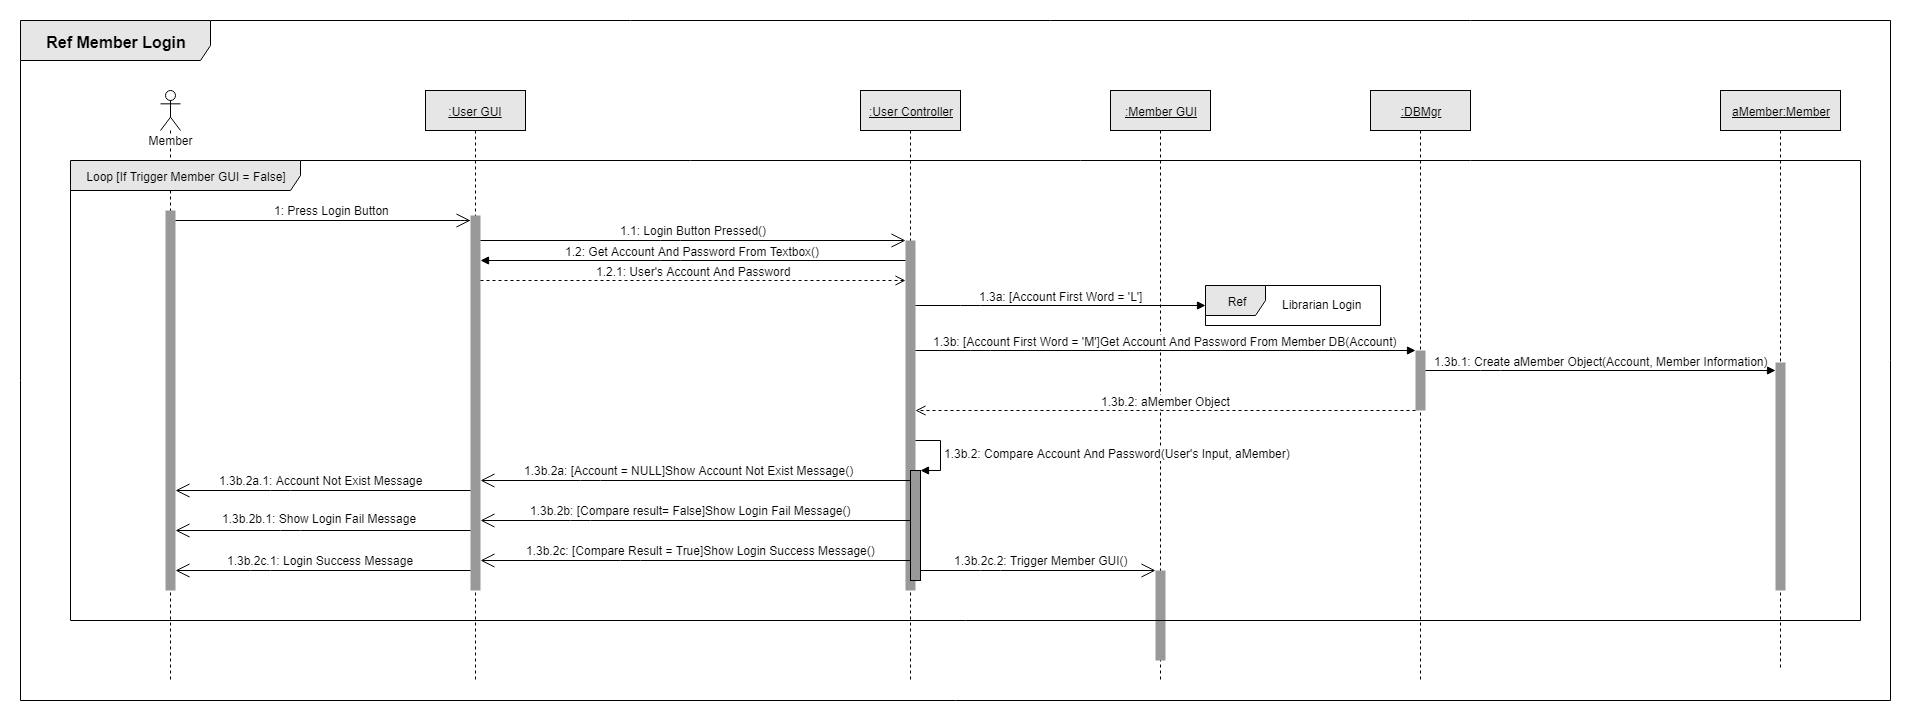 Ref Member Login
Member
:User GUI
:User Controller
:Member GUI
:DBMgr
aMember:Member
Loop [If Trigger Member GUI = False]
1: Press Login Button
1.1: Login Button Pressed()
1.2: Get Account And Password From Textbox()
1.2.1: User's Account And Password
1.3a: [Account First Word = 'L']
Ref
Librarian Login
1.3b: [Account First Word = 'M']Get Account And Password From Member DB(Account)
1.3b.1: Create aMember Object(Account, Member Information)
1.3b.2: aMember Object
1.3b.2: Compare Account And Password(User's Input, aMember)
1.3b.2a: [Account = NULL]Show Account Not Exist Message()
1.3b.2a.1: Account Not Exist Message
1.3b.2b: [Compare result= False]Show Login Fail Message()
1.3b.2b.1: Show Login Fail Message
1.3b.2c: [Compare Result = True]Show Login Success Message()
1.3b.2c.1: Login Success Message
1.3b.2c.2: Trigger Member GUI()